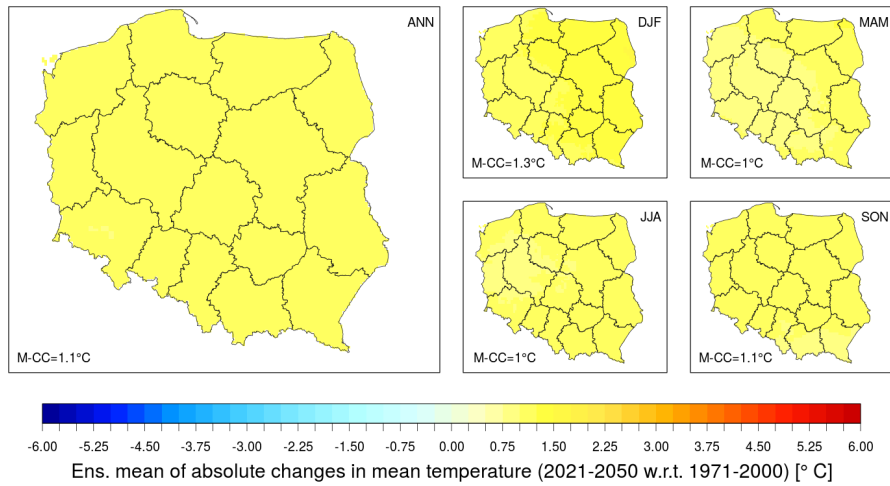 ANN
M-CC=1.1°C
DJF
M-CC=1.3°C
MAM
M-CC=1°C
JJA
M-CC=1°C
SON
M-CC=1.1°C
-6.00 -5.25 -4.50 -3.75 -3.00 -2.25 -1.50 -0.75 0.00 0.75 1.50 2.25 3.00 3.75 4.50 5.25 6.00
Ens. mean of absolute changes in mean temperature (2021-2050 w.r.t. 1971-2000) [° C]